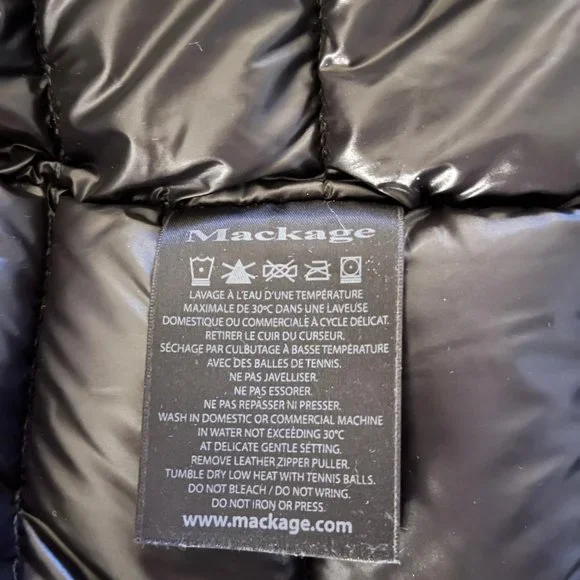 Mackage
LAVAGE À L'EAU D'UNE TEMPÉRATURE
MAXIMALE DE 30°C DANS UNE LAVEUSE
DOMESTIQUE OU COMMERCIALE À CYCLE DÉLICAT.
RETIRER LE CUIR DU CURSEUR.
SÉCHAGE PAR CULBUTAGE À BASSE TEMPÉRATURE
AVEC DES BALLES DE TENNIS.
NE PAS JAVELLISER.
NE PAS ESSORER.
NE PAS REPASSER NI PRESSER.
WASH IN DOMESTIC OR COMMERCIAL MACHINE
IN WATER NOT EXCEEDING 30°C
AT DELICATE GENTLE SETTING.
REMOVE LEATHER ZIPPER PULLER.
TUMBLE DRY LOW HEAT WITH TENNIS BALLS.
DO NOT BLEACH / DO NOT WRING.
DO NOT IRON OR PRESS.
www.mackage.com